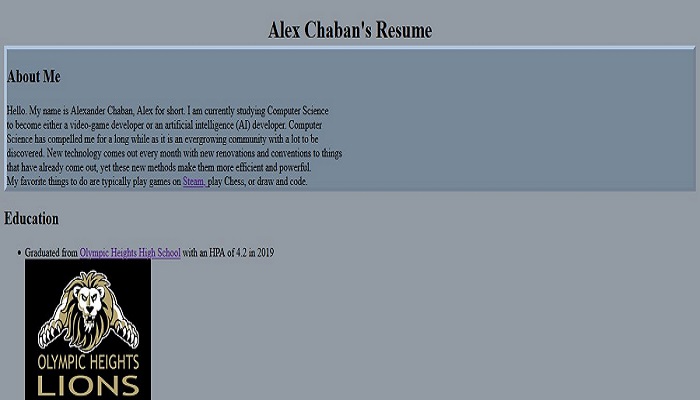 Alex Chaban's Resume
About Me
Hello. My name is Alexander Chaban, Alex for short. I am currently studying Computer Science
to become either a video-game developer or an artificial intelligence (AI) developer. Computer
Science has compelled me for a long while as it is an evergrowing community with a lot to be
discovered. New technology comes out every month with new renovations and conventions to things
that have already come out, yet these new methods make them more efficient and powerful.
My favorite things to do are typically play games on Steam, play Chess, or draw and code.
Education
• Graduated from Olympic Heights High School with an HPA of 4.2 in 2019
OLYMPIC HEIGHTS
LIONS